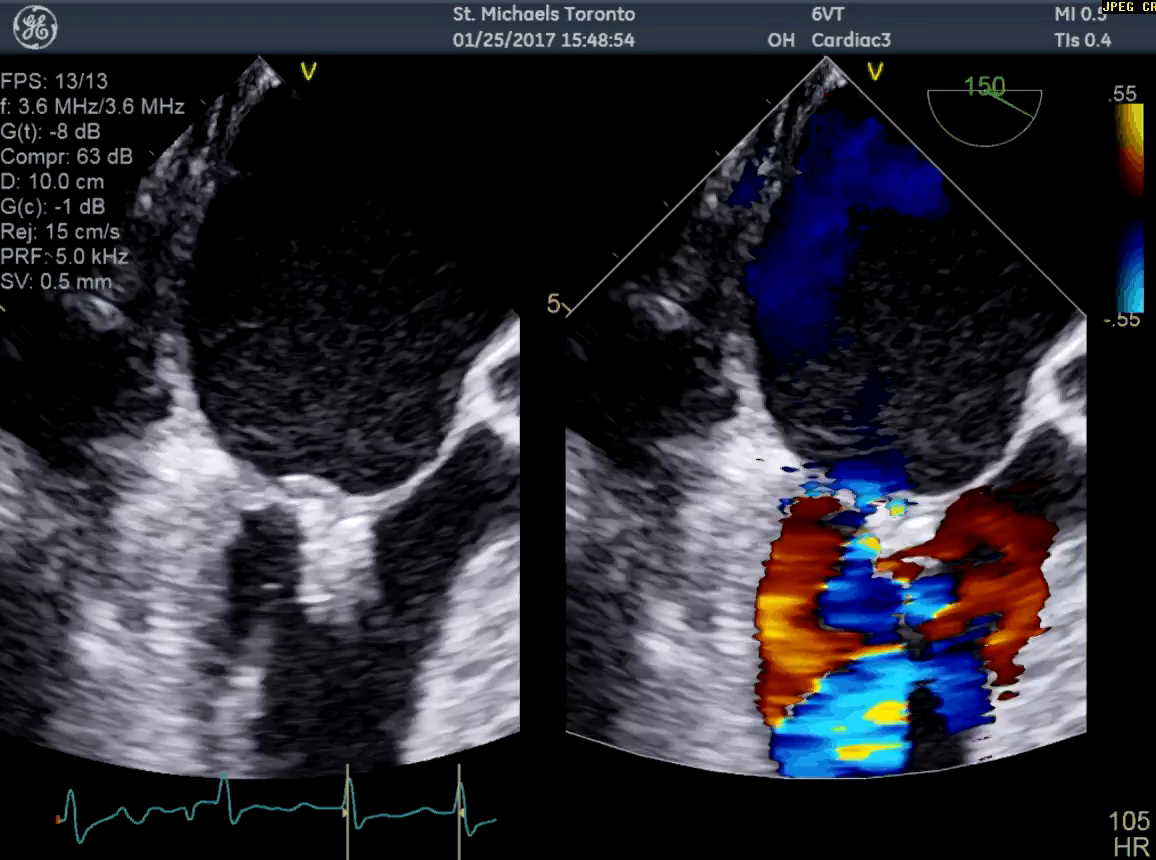 JPEG CR
St. Michaels Toronto
6VT
MI 0.5
01/25/2017 15:48:54
OH Cardiac3
TIs 0.4
V
V
FPS: 13/13
f: 3.6 MHz/3.6 MHz
G(t): -8 dB
Compr: 63 dB
D: 10.0 cm
G(c): -1 dB
Rej: 15 cm/s
PRF: 5.0 kHz
SV: 0.5 mm
150
.55
5
-.55
105
HR